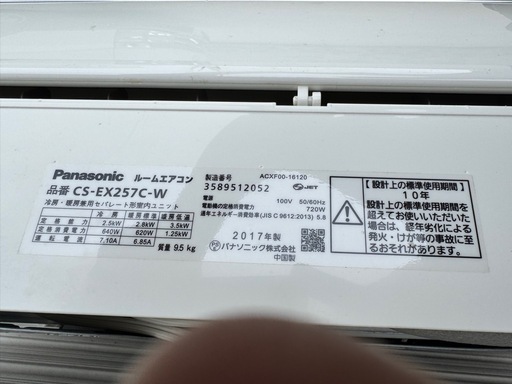 Panasonic ルームエアコン
品番 CS-EX257C-W
冷房・暖房兼用セパレート形室内ユニット
冷房 暖房標準 暖房低温
定格能力 2.5kW 2.8kW 3.5kW
定格消費電力 640W 620W 1.25kW
運転電流 7.10A 6.85A
質量 9.5kg
ACXF00-16120
製造番号
3589512052
JET
電源 100V 50/60Hz
電動機の定格消費電力 720W
通年エネルギー消費効率(JIS C 9612:2013) 5.8
2017年製
パナソニック株式会社
中国製
【設計上の標準使用期間】
10年
設計上の標準使用期間を
超えてお使いいただいた
場合は、経年劣化による
発火・けが等の事故に至
るおそれがあります。